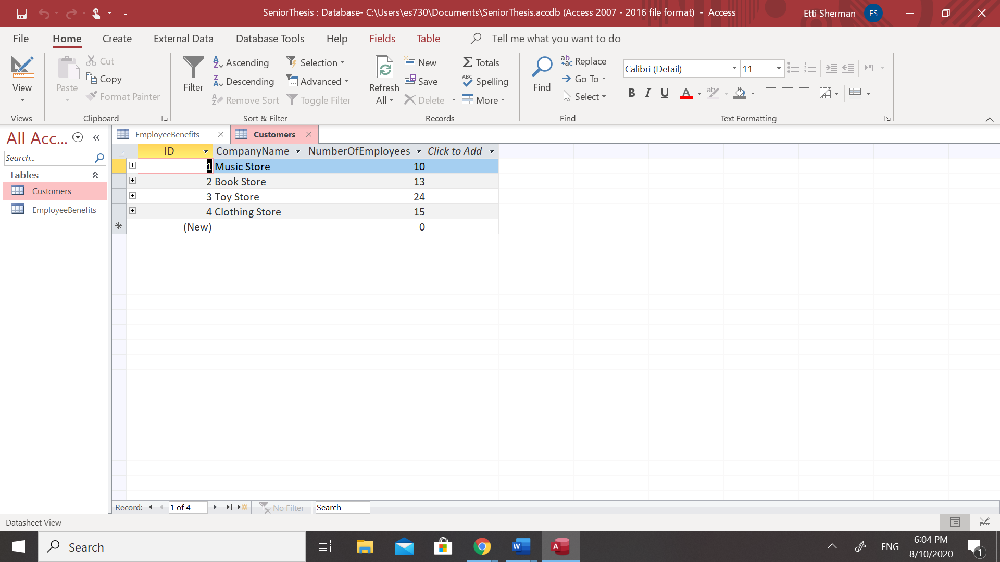 SeniorThesis : Database- C:\Users\es730\Documents\SeniorThesis.accdb (Access 2007 - 2016 file format) - Access
Etti Sherman
ES
File Home Create External Data Database Tools Help Fields Table Tell me what you want to do
View
Views
Paste
Cut
Copy
Format Painter
Clipboard
Filter
Ascending
Descending
Remove Sort
Selection
Advanced
Toggle Filter
Sort & Filter
Refresh
All
New
Save
Delete
Totals
Spelling
More
Records
Find
Replace
Go To
Select
Find
Calibri (Detail)
11
B I U
Text Formatting
All Acc...
Search...
Tables
Customers
EmployeeBenefits
EmployeeBenefits Customers
ID CompanyName NumberOfEmployees Click to Add
1 Music Store 10
2 Book Store 13
3 Toy Store 24
4 Clothing Store 15
(New) 0
Record: 1 of 4 No Filter Search
Datasheet View
Search
ENG
6:04 PM
8/10/2020
1